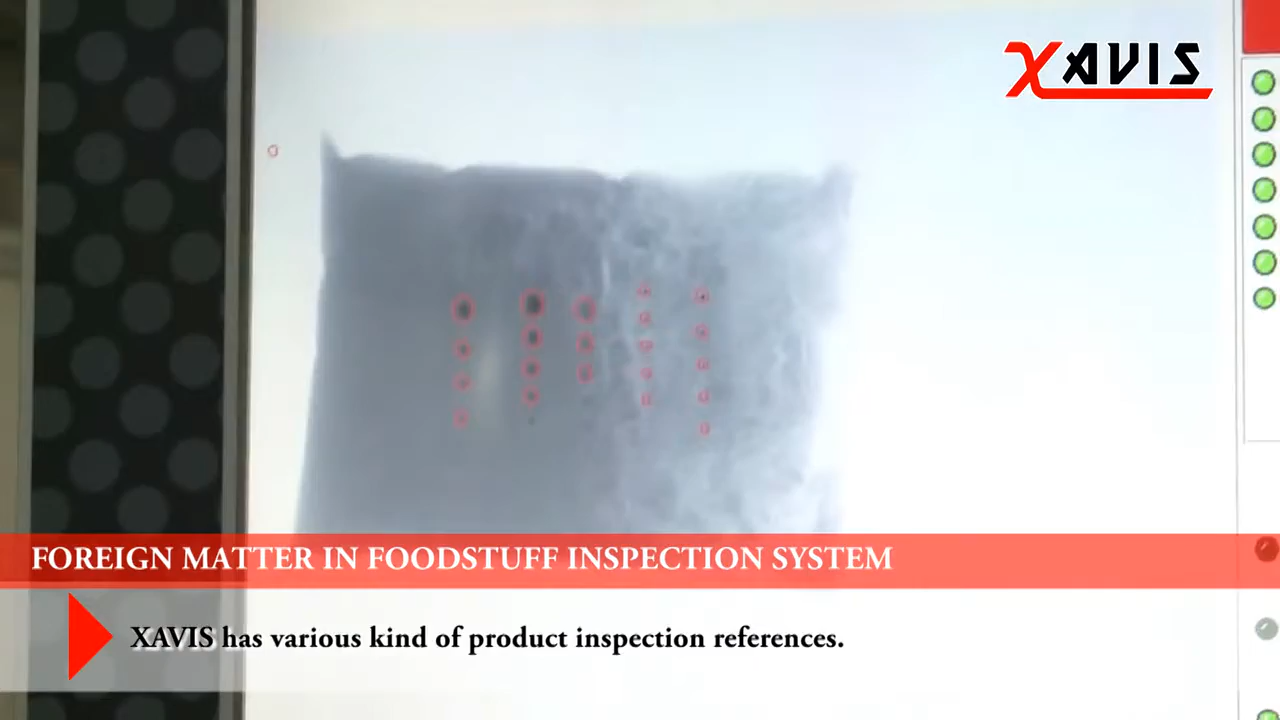 XAVIS
FOREIGN MATTER IN FOODSTUFF INSPECTION SYSTEM
XAVIS has various kind of product inspection references.